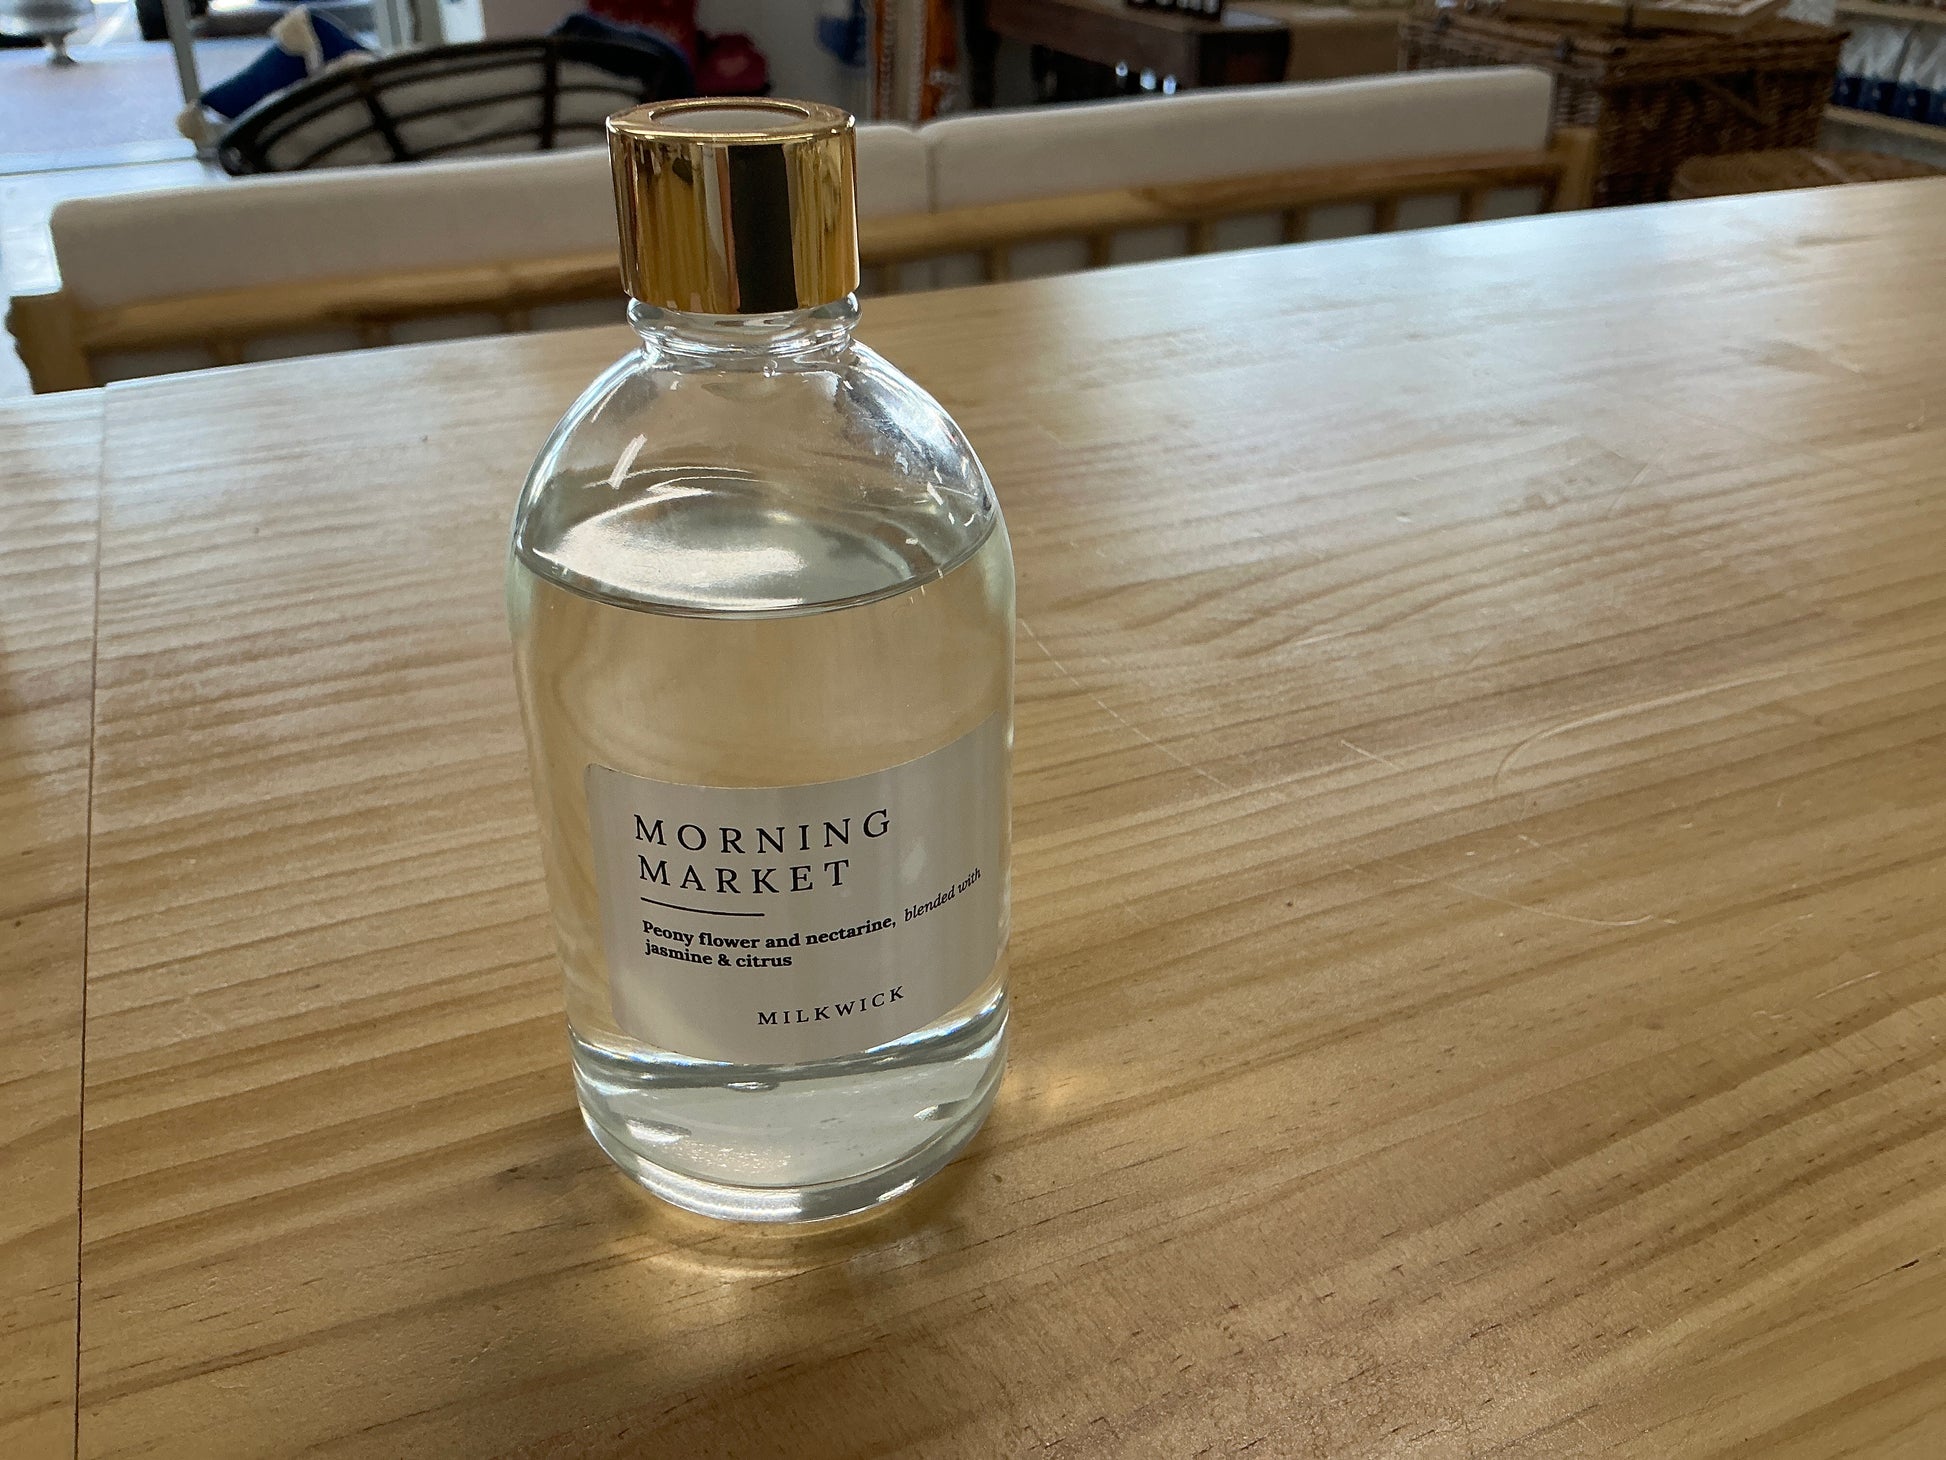 MORNING
MARKET
Peony flower and nectarine, blended with
jasmine & citrus
MILKWICK